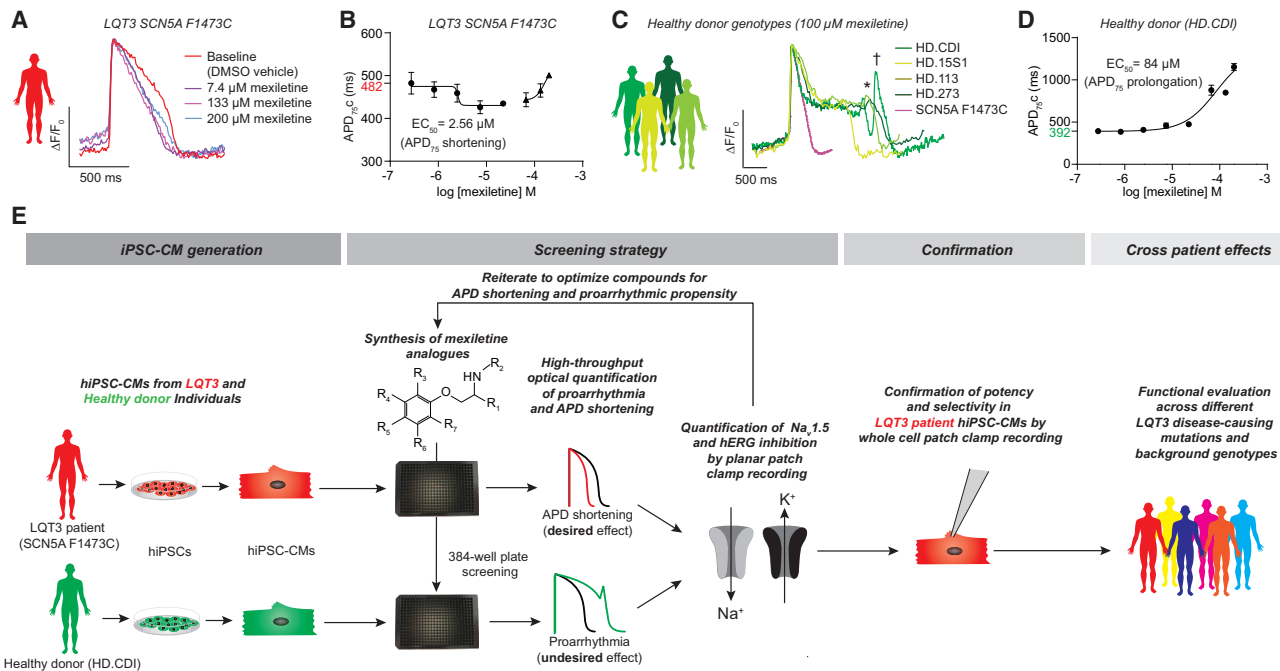 A
LQT3 SCN5A F1473C
Baseline
(DMSO vehicle)
7.4 µM mexiletine
133 µM mexiletine
200 µM mexiletine
ΔF/F0
500 ms
B
LQT3 SCN5A F1473C
APD75c (ms)
600
500
482
400
300
EC50= 2.56 µM
(APD75 shortening)
-7
-6
-5
-4
-3
log [mexiletine] M
C
Healthy donor genotypes (100 µM mexiletine)
HD.CDI
HD.15S1
HD.113
HD.273
SCN5A F1473C
*
†
ΔF/F0
500 ms
D
Healthy donor (HD.CDI)
APD75c (ms)
1500
1000
500
392
0
EC50= 84 µM
(APD75 prolongation)
-7
-6
-5
-4
-3
log [mexiletine] M
E
iPSC-CM generation
Screening strategy
Confirmation
Cross patient effects
Reiterate to optimize compounds for
APD shortening and proarrhythmic propensity
Synthesis of mexiletine
analogues
R3
R4
R5
R6
R7
O
R1
HN
R2
High-throughput
optical quantification
of proarrhythmia
and APD shortening
hiPSC-CMs from LQT3 and
Healthy donor Individuals
LQT3 patient
(SCN5A F1473C)
hiPSCs
hiPSC-CMs
Healthy donor (HD.CDI)
384-well plate
screening
APD shortening
(desired effect)
Proarrhythmia
(undesired effect)
Quantification of Nav1.5
and hERG inhibition
by planar patch
clamp recording
K+
Na+
Confirmation of potency
and selectivity in
LQT3 patient hiPSC-CMs by
whole cell patch clamp recording
Functional evaluation
across different
LQT3 disease-causing
mutations and
background genotypes